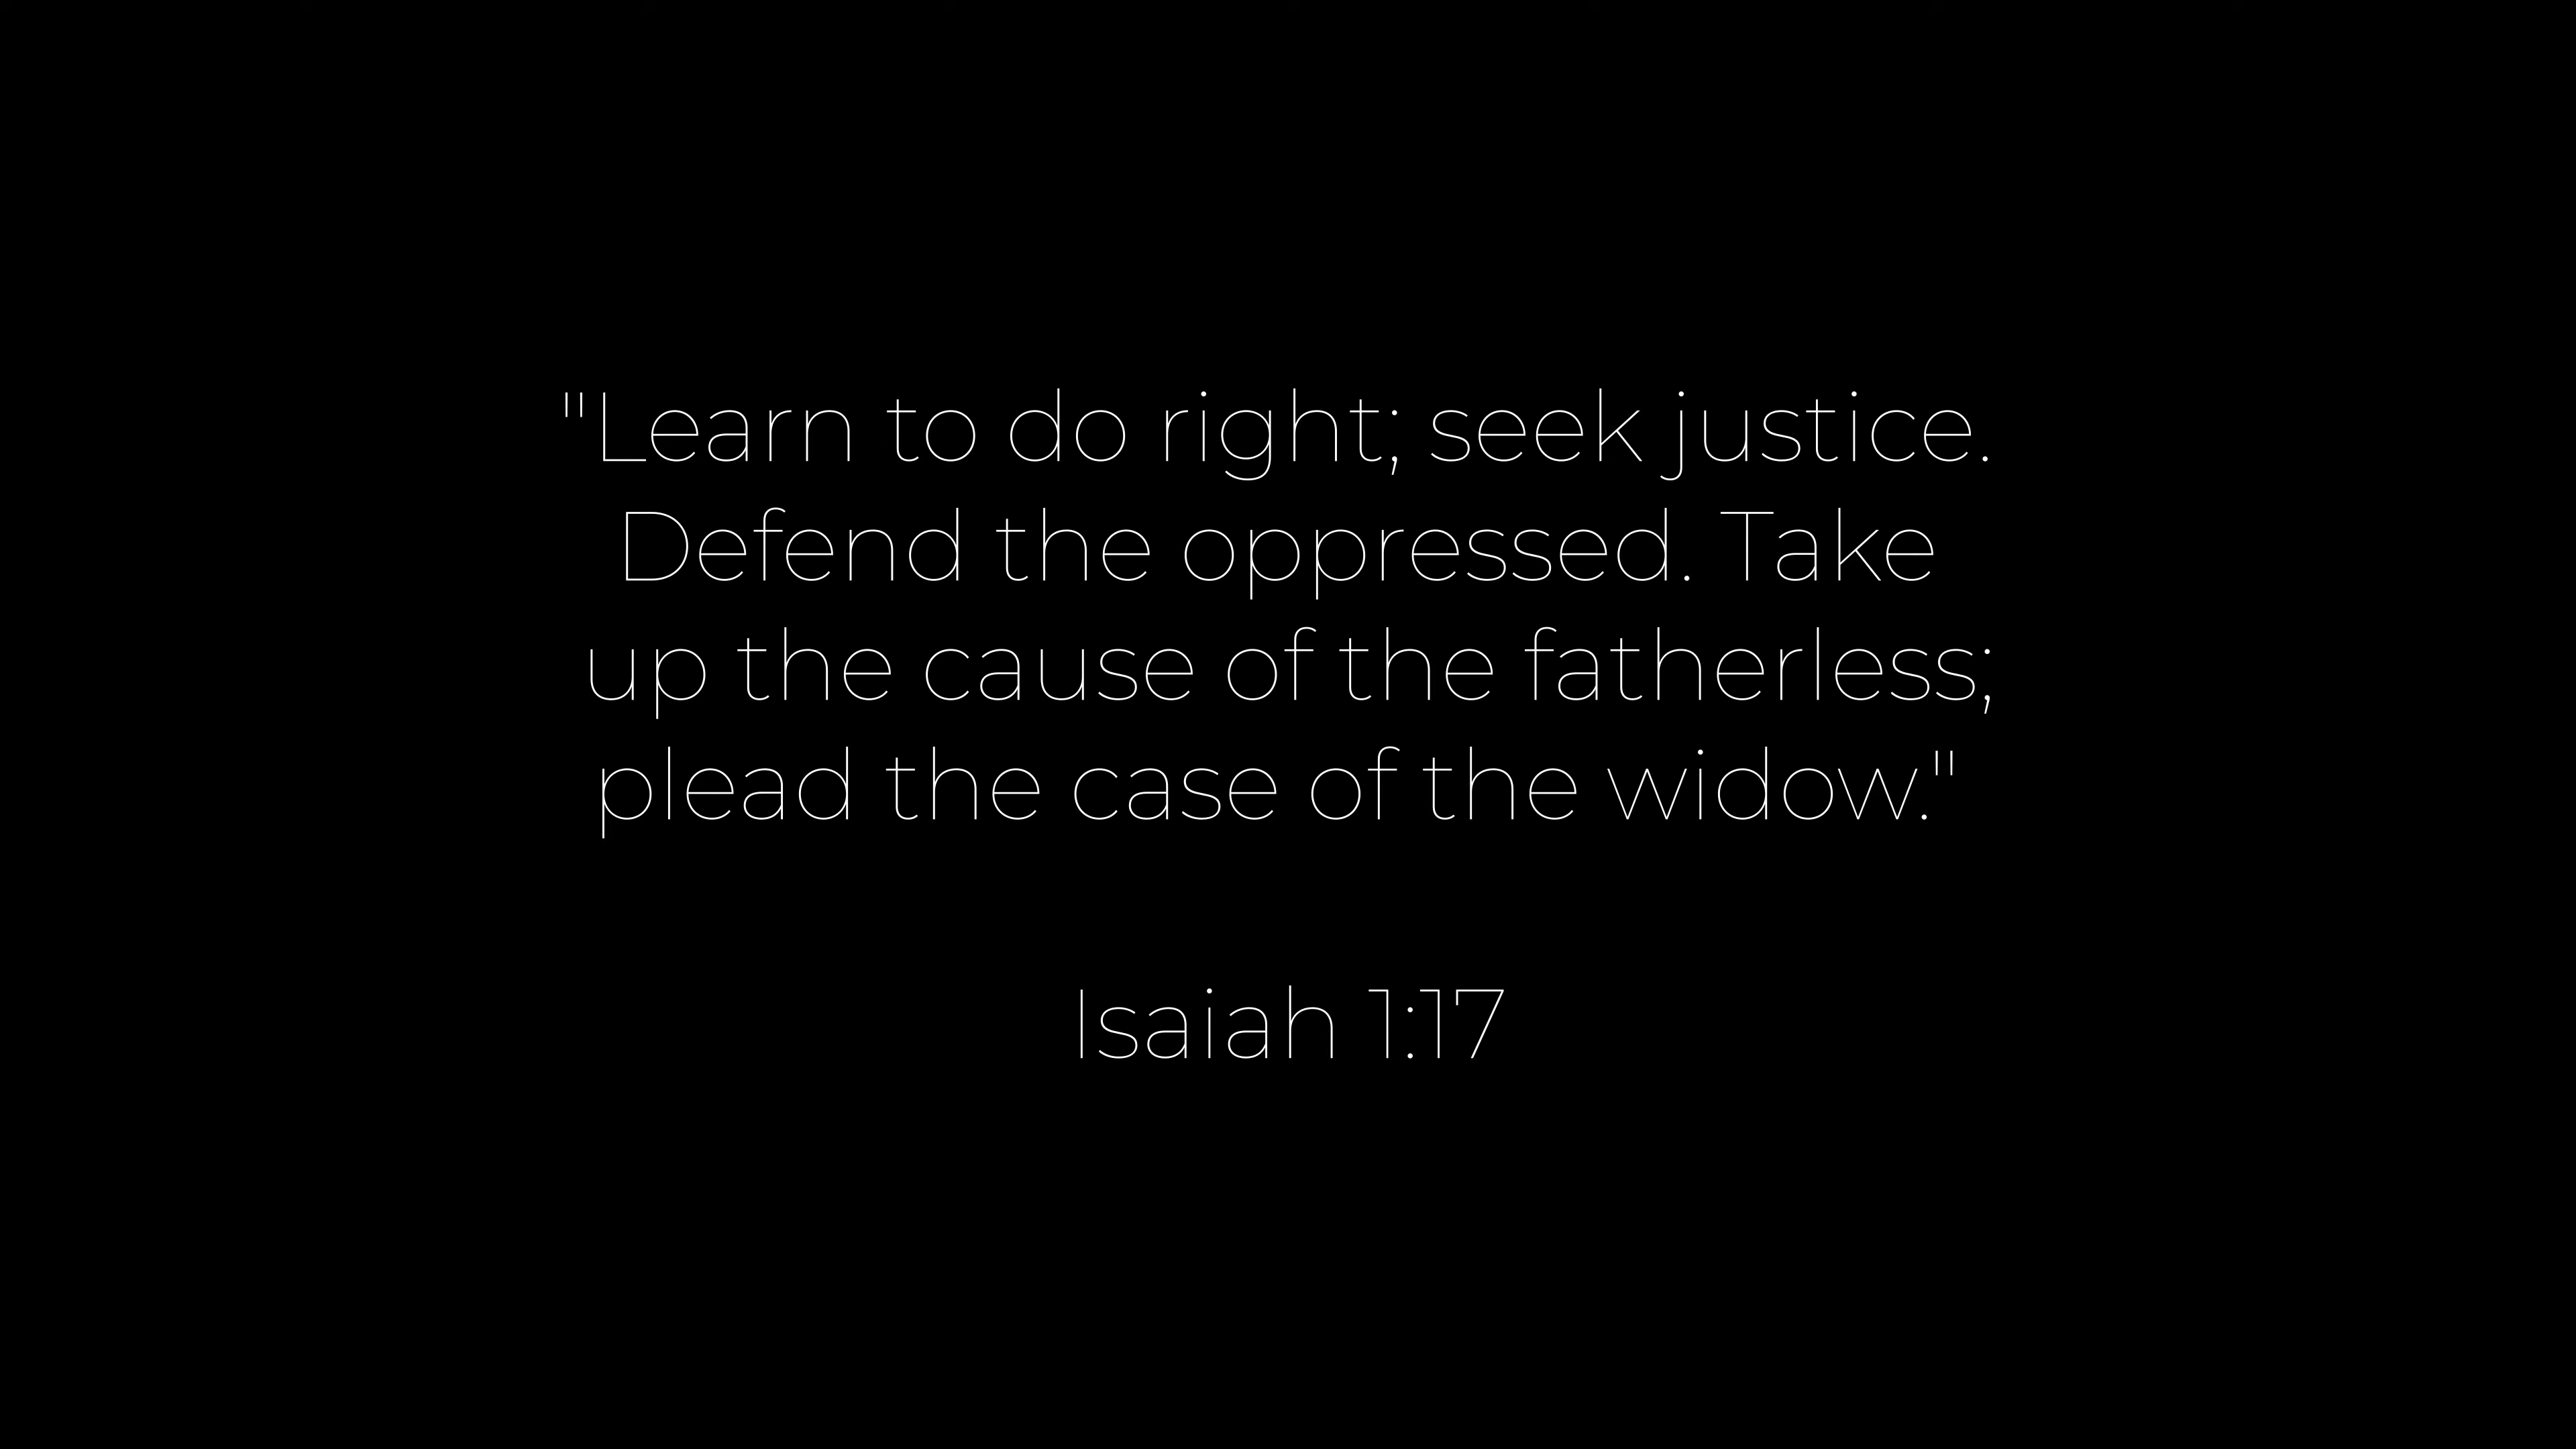 "Learn to do right; seek justice.
Defend the oppressed. Take
up the cause of the fatherless;
plead the case of the widow."
Isaiah 1:17